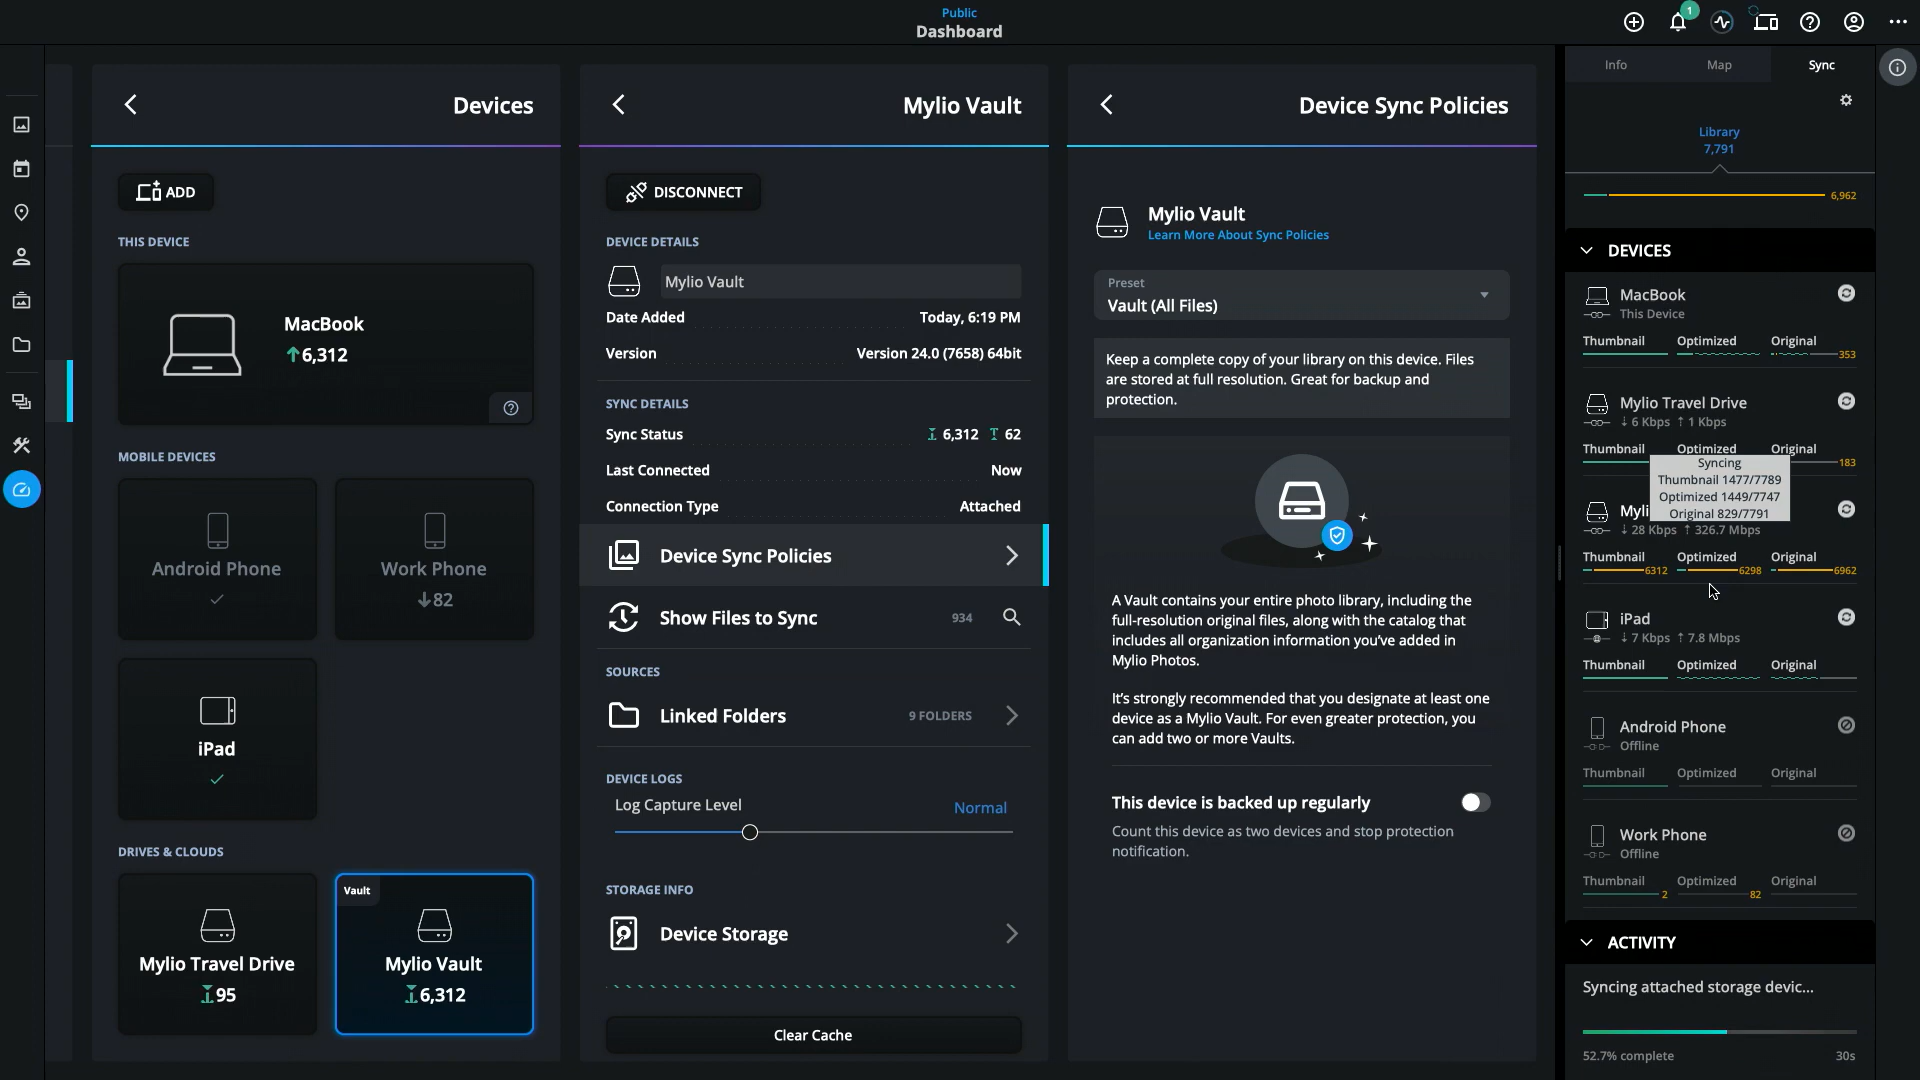 Public
Dashboard
1
Devices
ADD
THIS DEVICE
MacBook
6,312
MOBILE DEVICES
Android Phone
Work Phone
82
iPad
DRIVES & CLOUDS
Mylio Travel Drive
95
Vault
Mylio Vault
6,312
Mylio Vault
DISCONNECT
DEVICE DETAILS
Mylio Vault
Date Added Today, 6:19 PM
Version Version 24.0 (7658) 64bit
SYNC DETAILS
Sync Status 6,312 62
Last Connected Now
Connection Type Attached
Device Sync Policies
Show Files to Sync 934
SOURCES
Linked Folders 9 FOLDERS
DEVICE LOGS
Log Capture Level Normal
STORAGE INFO
Device Storage
Clear Cache
Device Sync Policies
Mylio Vault
Learn More About Sync Policies
Preset
Vault (All Files)
Keep a complete copy of your library on this device. Files
are stored at full resolution. Great for backup and
protection.
A Vault contains your entire photo library, including the
full-resolution original files, along with the catalog that
includes all organization information you've added in
Mylio Photos.
It's strongly recommended that you designate at least one
device as a Mylio Vault. For even greater protection, you
can add two or more Vaults.
This device is backed up regularly
Count this device as two devices and stop protection
notification.
Info Map Sync
Library
7,791
6,962
DEVICES
MacBook
This Device
Thumbnail Optimized Original
353
Mylio Travel Drive
↓ 6 Kbps ↑ 1 Kbps
Thumbnail Optimized Original
183
Syncing
Thumbnail 1477/7789
Optimized 1449/7747
Original 829/7791
Myli
↓ 28 Kbps ↑ 326.7 Mbps
Thumbnail Optimized Original
6312 6298 6962
iPad
↓ 7 Kbps ↑ 7.8 Mbps
Thumbnail Optimized Original
Android Phone
Offline
Thumbnail Optimized Original
Work Phone
Offline
Thumbnail Optimized Original
2 82
ACTIVITY
Syncing attached storage devic...
52.7% complete 30s